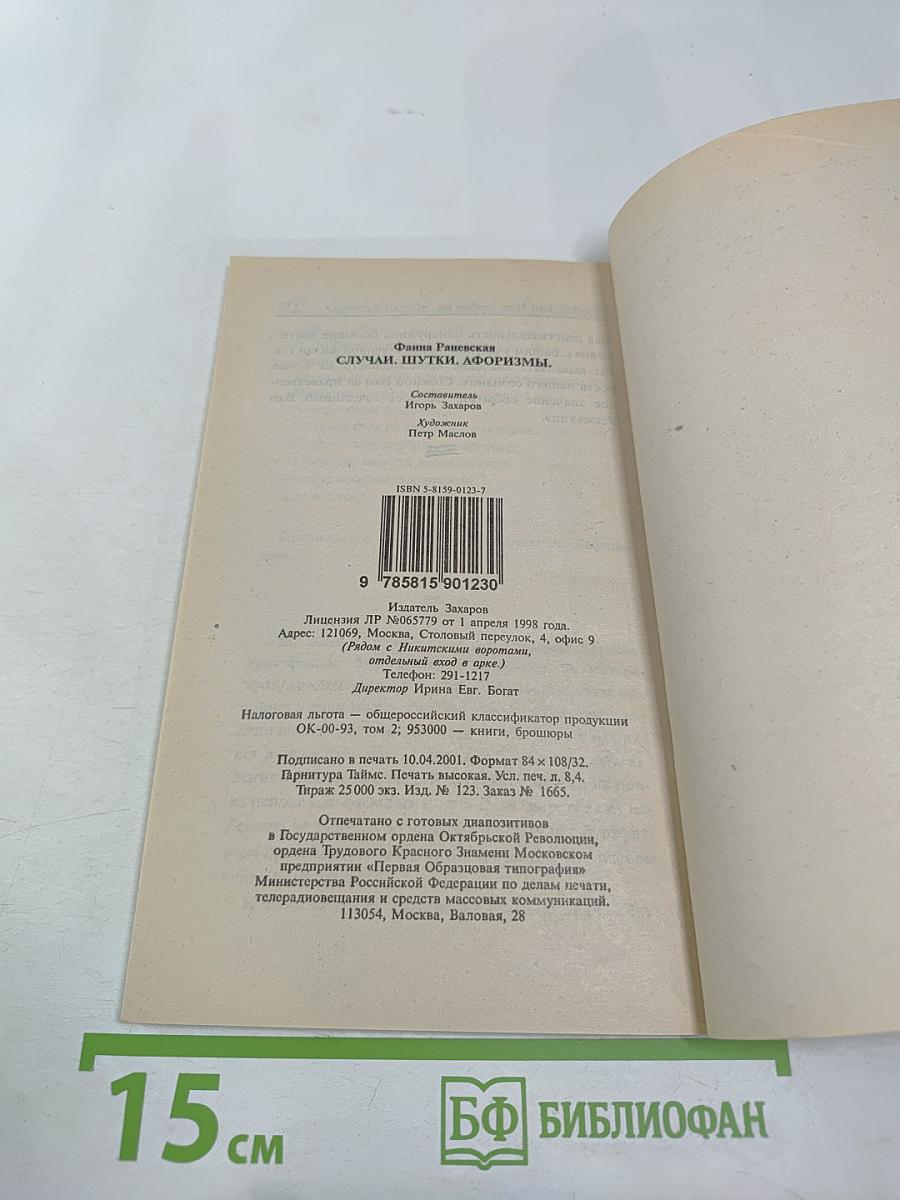 Фаина Раневская
СЛУЧАИ. ШУТКИ. АФОРИЗМЫ.
Составитель
Игорь Захаров
Художник
Петр Маслов
ISBN 5-8159-0123-7
9 785815 901230
Издатель Захаров
Лицензия ЛР №065779 от 1 апреля 1998 года.
Адрес: 121069, Москва, Столовый переулок, 4, офис 9
(Рядом с Никитскими воротами,
отдельный вход в арке.)
Телефон: 291-1217
Директор Ирина Евг. Богат
Налоговая льгота — общероссийский классификатор продукции
ОК-00-93, том 2; 953000 — книги, брошюры
Подписано в печать 10.04.2001. Формат 84×108/32.
Гарнитура Таймс. Печать высокая. Усл. печ. л. 8,4.
Тираж 25 000 экз. Изд. № 123. Заказ № 1665.
Отпечатано с готовых диапозитивов
в Государственном ордена Октябрьской Революции,
ордена Трудового Красного Знамени Московском
предприятии «Первая Образцовая типография»
Министерства Российской Федерации по делам печати,
телерадиовещания и средств массовых коммуникаций.
113054, Москва, Валовая, 28
15 см
БФ БИБЛИОФАН